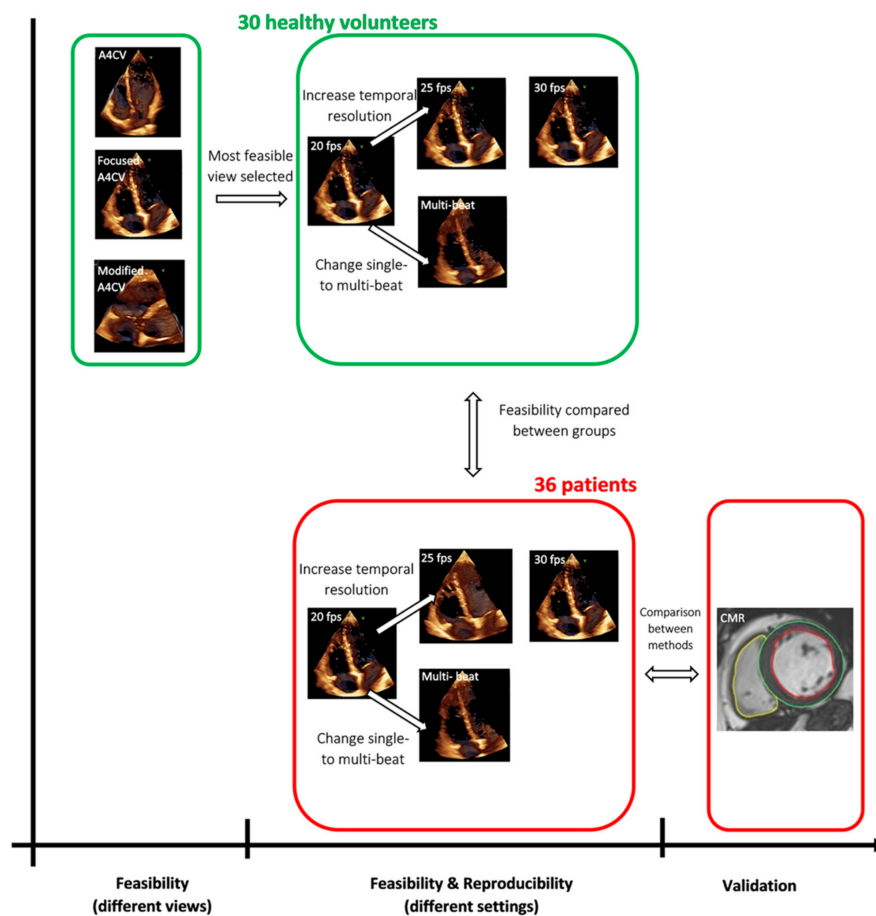 30 healthy volunteers
A4CV
Focused
A4CV
Modified
A4CV
Most feasible
view selected
Increase temporal
resolution
20 fps
25 fps
30 fps
Multi-beat
Change single-
to multi-beat
Feasibility compared
between groups
36 patients
Increase temporal
resolution
20 fps
25 fps
30 fps
Multi- beat
Change single-
to multi-beat
Comparison
between
methods
CMR
Feasibility
(different views)
Feasibility & Reproducibility
(different settings)
Validation